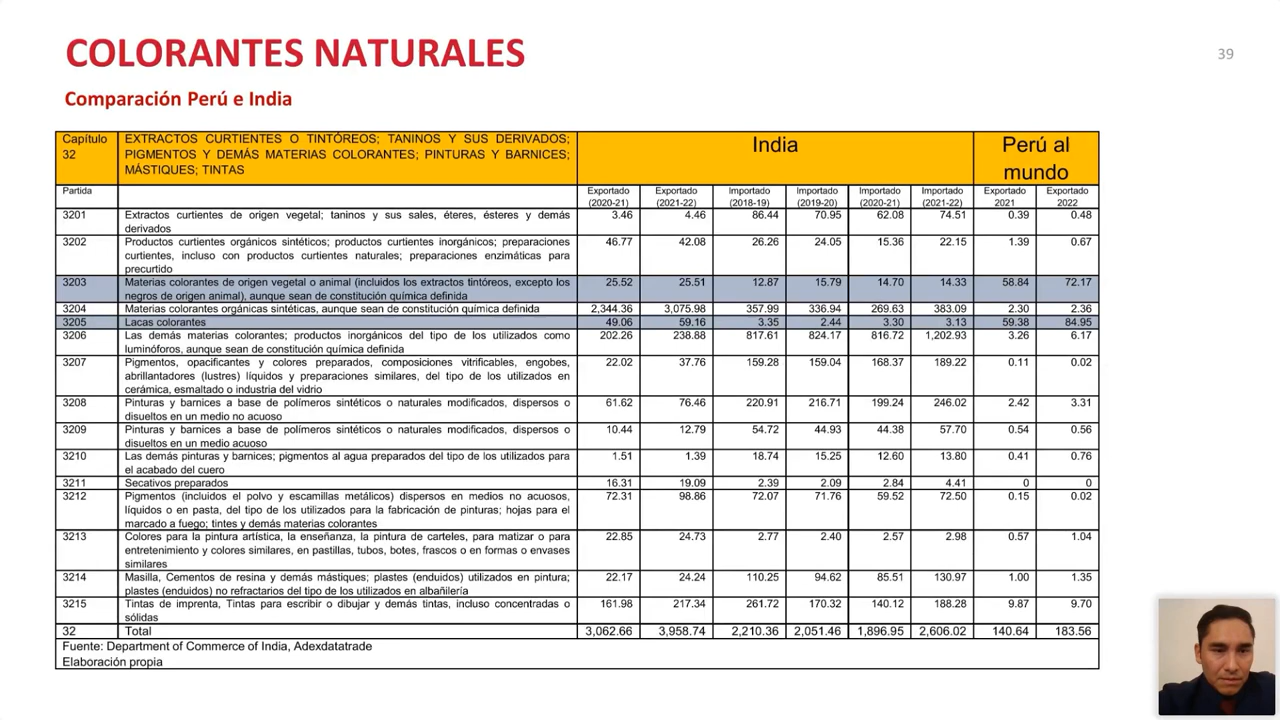 COLORANTES NATURALES
39
Comparación Perú e India
Capítulo 32 EXTRACTOS CURTIENTES O TINTÓREOS; TANINOS Y SUS DERIVADOS; PIGMENTOS Y DEMÁS MATERIAS COLORANTES; PINTURAS Y BARNICES; MÁSTIQUES; TINTAS India Perú al mundo
Partida Exportado (2020-21) Exportado (2021-22) Importado (2018-19) Importado (2019-20) Importado (2020-21) Importado (2021-22) Exportado 2021 Exportado 2022
3201 Extractos curtientes de origen vegetal; taninos y sus sales, éteres, ésteres y demás derivados 3.46 4.46 86.44 70.95 62.08 74.51 0.39 0.48
3202 Productos curtientes orgánicos sintéticos; productos curtientes inorgánicos; preparaciones curtientes, incluso con productos curtientes naturales; preparaciones enzimáticas para precurtido 46.77 42.08 26.26 24.05 15.36 22.15 1.39 0.67
3203 Materias colorantes de origen vegetal o animal (incluidos los extractos tintóreos, excepto los negros de origen animal), aunque sean de constitución química definida 25.52 25.51 12.87 15.79 14.70 14.33 58.84 72.17
3204 Materias colorantes orgánicas sintéticas, aunque sean de constitución química definida 2,344.36 3,075.98 357.99 336.94 269.63 383.09 2.30 2.36
3205 Lacas colorantes 49.06 59.16 3.35 2.44 3.30 3.13 59.38 84.95
3206 Las demás materias colorantes; productos inorgánicos del tipo de los utilizados como luminóforos, aunque sean de constitución química definida 202.26 238.88 817.61 824.17 816.72 1,202.93 3.26 6.17
3207 Pigmentos, opacificantes y colores preparados, composiciones vitrificables, engobes, abrillantadores (lustres) líquidos y preparaciones similares, del tipo de los utilizados en cerámica, esmaltado o industria del vidrio 22.02 37.76 159.28 159.04 168.37 189.22 0.11 0.02
3208 Pinturas y barnices a base de polímeros sintéticos o naturales modificados, dispersos o disueltos en un medio no acuoso 61.62 76.46 220.91 216.71 199.24 246.02 2.42 3.31
3209 Pinturas y barnices a base de polímeros sintéticos o naturales modificados, dispersos o disueltos en un medio acuoso 10.44 12.79 54.72 44.93 44.38 57.70 0.54 0.56
3210 Las demás pinturas y barnices; pigmentos al agua preparados del tipo de los utilizados para el acabado del cuero 1.51 1.39 18.74 15.25 12.60 13.80 0.41 0.76
3211 Secativos preparados 16.31 19.09 2.39 2.09 2.84 4.41 0 0
3212 Pigmentos (incluidos el polvo y escamillas metálicos) dispersos en medios no acuosos, líquidos o en pasta, del tipo de los utilizados para la fabricación de pinturas; hojas para el marcado a fuego; tintes y demás materias colorantes 72.31 98.86 72.07 71.76 59.52 72.50 0.15 0.02
3213 Colores para la pintura artística, la enseñanza, la pintura de carteles, para matizar o para entretenimiento y colores similares, en pastillas, tubos, botes, frascos o en formas o envases similares 22.85 24.73 2.77 2.40 2.57 2.98 0.57 1.04
3214 Masilla, Cementos de resina y demás mástiques; plastes (enduidos) utilizados en pintura; plastes (enduidos) no refractarios del tipo de los utilizados en albañilería 22.17 24.24 110.25 94.62 85.51 130.97 1.00 1.35
3215 Tintas de imprenta, Tintas para escribir o dibujar y demás tintas, incluso concentradas o sólidas 161.98 217.34 261.72 170.32 140.12 188.28 9.87 9.70
32 Total 3,062.66 3,958.74 2,210.36 2,051.46 1,896.95 2,606.02 140.64 183.56
Fuente: Department of Commerce of India, Adexdatatrade
Elaboración propia